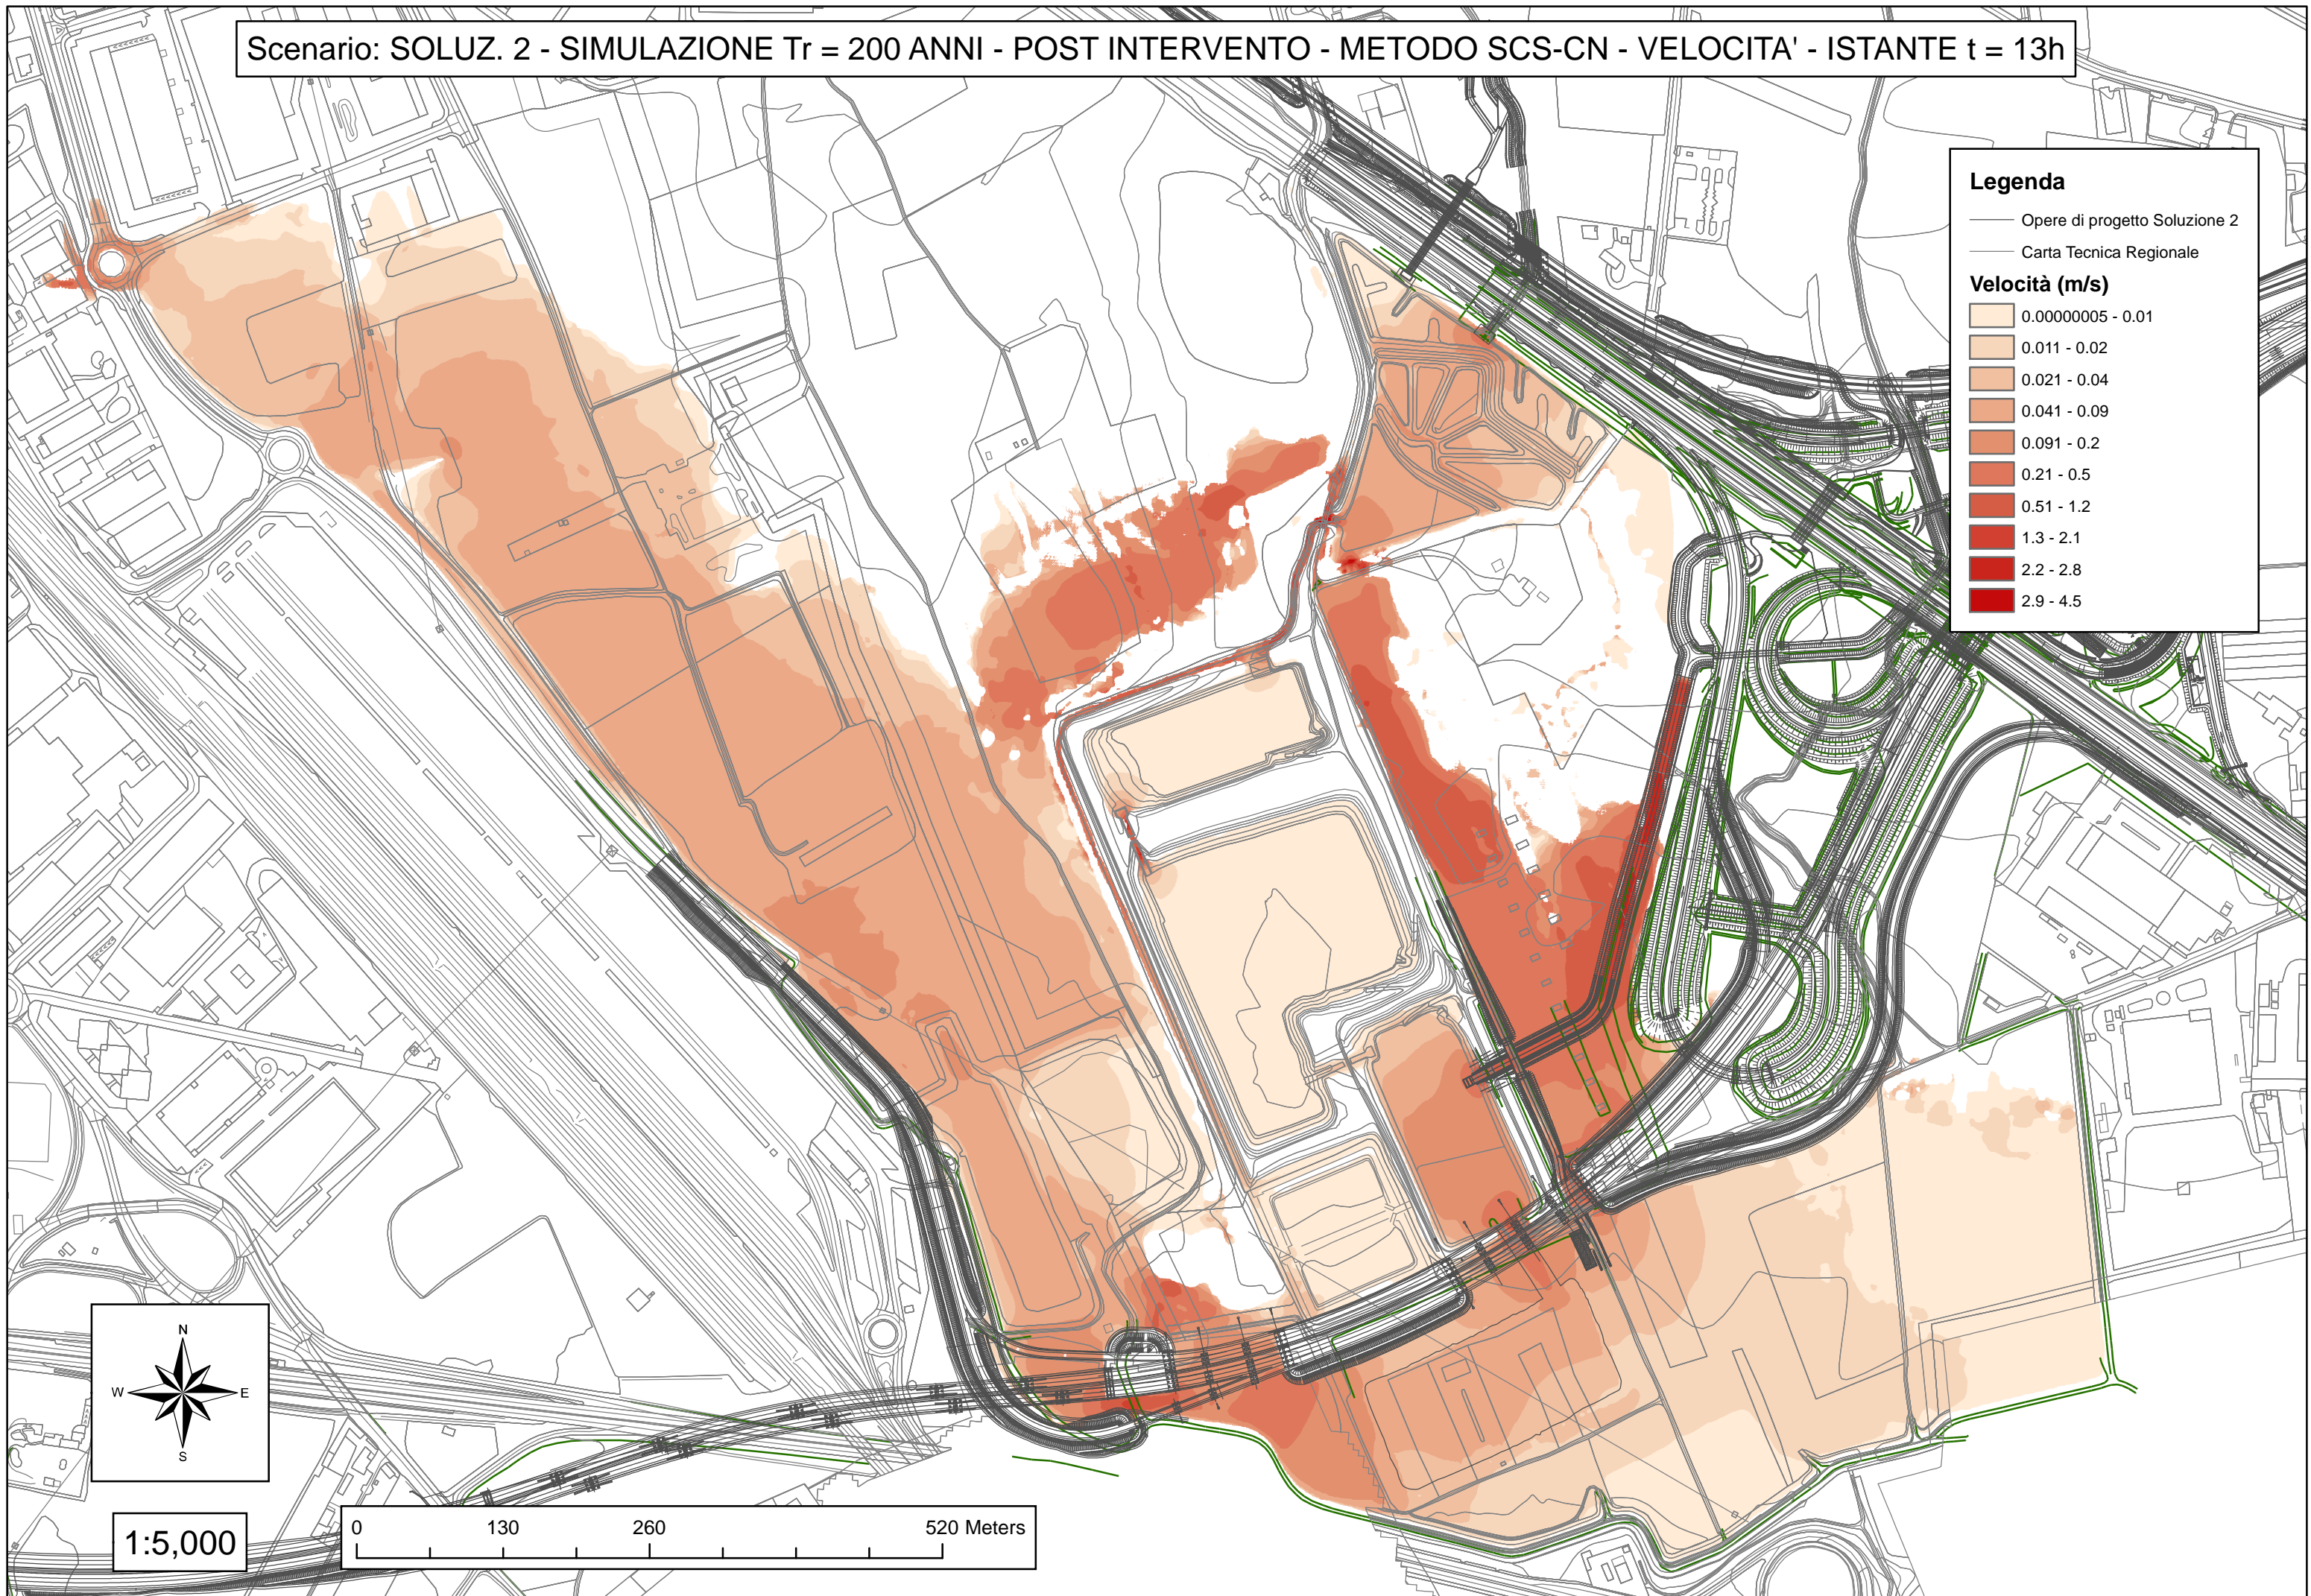 Scenario: SOLUZ. 2 - SIMULAZIONE Tr = 200 ANNI - POST INTERVENTO - METODO SCS-CN - VELOCITA' - ISTANTE t = 13h
Legenda
Opere di progetto Soluzione 2
Carta Tecnica Regionale
Velocità (m/s)
0.00000005 - 0.01
0.011 - 0.02
0.021 - 0.04
0.041 - 0.09
0.091 - 0.2
0.21 - 0.5
0.51 - 1.2
1.3 - 2.1
2.2 - 2.8
2.9 - 4.5
N
W E
S
1:5,000
0 130 260 520 Meters